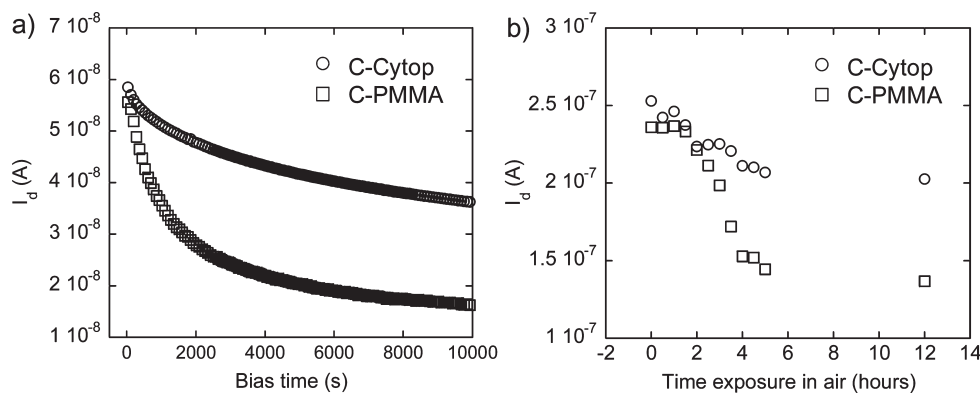 a)
7 10⁻⁸
6 10⁻⁸
5 10⁻⁸
4 10⁻⁸
3 10⁻⁸
2 10⁻⁸
1 10⁻⁸
I_d (A)
C-Cytop
C-PMMA
0 2000 4000 6000 8000 10000
Bias time (s)
b)
3 10⁻⁷
2.5 10⁻⁷
2 10⁻⁷
1.5 10⁻⁷
1 10⁻⁷
I_d (A)
C-Cytop
C-PMMA
-2 0 2 4 6 8 10 12 14
Time exposure in air (hours)